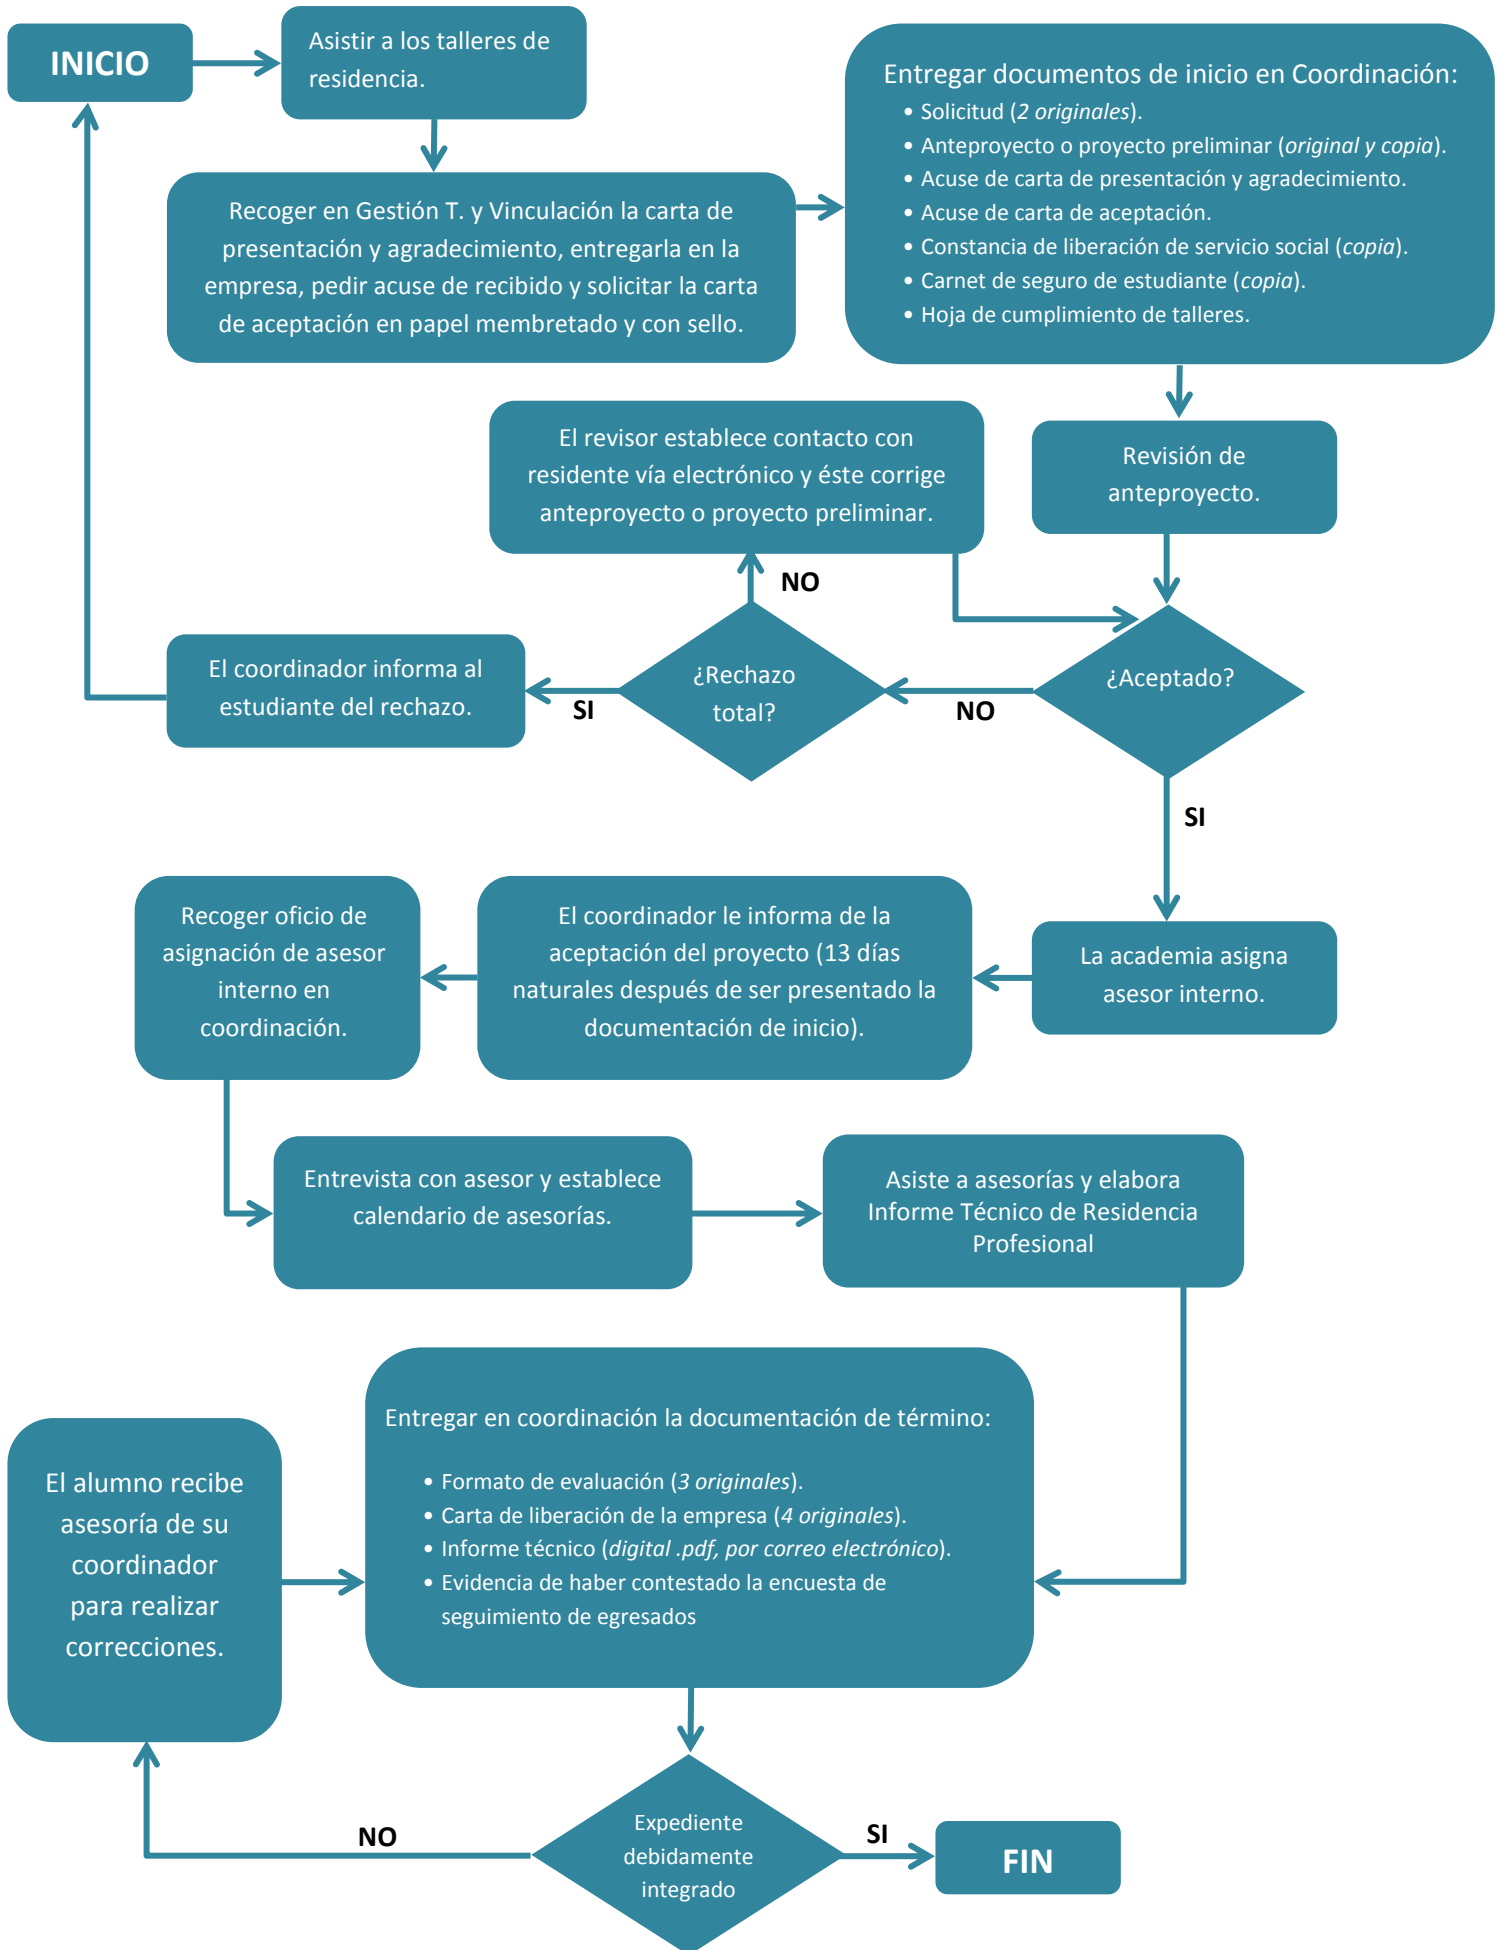 INICIO
Asistir a los talleres de
residencia.
Recoger en Gestión T. y Vinculación la carta de
presentación y agradecimiento, entregarla en la
empresa, pedir acuse de recibido y solicitar la carta
de aceptación en papel membretado y con sello.
Entregar documentos de inicio en Coordinación:
• Solicitud (2 originales).
• Anteproyecto o proyecto preliminar (original y copia).
• Acuse de carta de presentación y agradecimiento.
• Acuse de carta de aceptación.
• Constancia de liberación de servicio social (copia).
• Carnet de seguro de estudiante (copia).
• Hoja de cumplimiento de talleres.
Revisión de
anteproyecto.
El revisor establece contacto con
residente vía electrónico y éste corrige
anteproyecto o proyecto preliminar.
NO
¿Aceptado?
NO
¿Rechazo
total?
SI
El coordinador informa al
estudiante del rechazo.
SI
La academia asigna
asesor interno.
El coordinador le informa de la
aceptación del proyecto (13 días
naturales después de ser presentado la
documentación de inicio).
Recoger oficio de
asignación de asesor
interno en
coordinación.
Entrevista con asesor y establece
calendario de asesorías.
Asiste a asesorías y elabora
Informe Técnico de Residencia
Profesional
Entregar en coordinación la documentación de término:
• Formato de evaluación (3 originales).
• Carta de liberación de la empresa (4 originales).
• Informe técnico (digital .pdf, por correo electrónico).
• Evidencia de haber contestado la encuesta de
seguimiento de egresados
El alumno recibe
asesoría de su
coordinador
para realizar
correcciones.
Expediente
debidamente
integrado
NO
SI
FIN